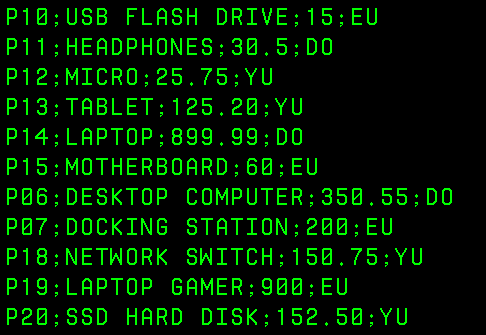 P10;USB FLASH DRIVE;15;EU
P11;HEADPHONES;30.5;DO
P12;MICRO;25.75;YU
P13;TABLET;125.20;YU
P14;LAPTOP;899.99;DO
P15;MOTHERBOARD;60;EU
P06;DESKTOP COMPUTER;350.55;DO
P07;DOCKING STATION;200;EU
P18;NETWORK SWITCH;150.75;YU
P19;LAPTOP GAMER;900;EU
P20;SSD HARD DISK;152.50;YU